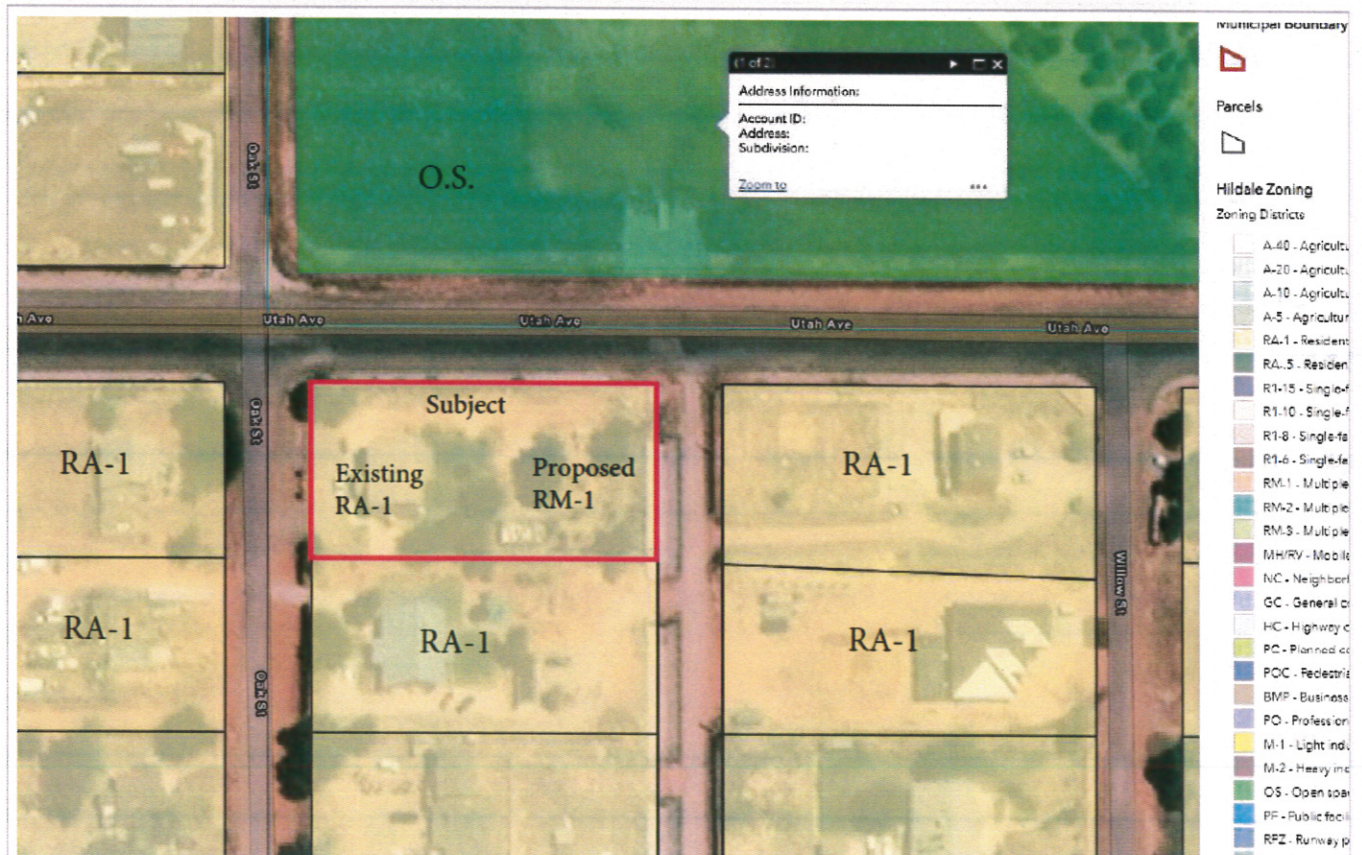 Municipal Boundary
Parcels
Hildale Zoning
Zoning Districts
A-40 - Agricultu
A-20 - Agricultu
A-10 - Agricultu
A-5 - Agricultur
RA-1 - Resident
RA-.5 - Residen
R1-15 - Single-f
R1-10 - Single-f
R1-8 - Single-fa
R1-6 - Single-fa
RM-1 - Multiple
RM-2 - Multiple
RM-3 - Multiple
MH/RV - Mobile
NC - Neighborh
GC - General co
HC - Highway c
PC - Planned co
POC - Pedestria
BMP - Business
PO - Profession
M-1 - Light indu
M-2 - Heavy ind
OS - Open spac
PF - Public facili
RPZ - Runway p
(1 of 2)
Address Information:
Account ID:
Address:
Subdivision:
Zoom to
O.S.
Oak St
h Ave
Utah Ave
Utah Ave
Utah Ave
Utah Ave
Subject
Existing
RA-1
Proposed
RM-1
RA-1
Oak St
RA-1
RA-1
RA-1
RA-1
Willow St
Oak St